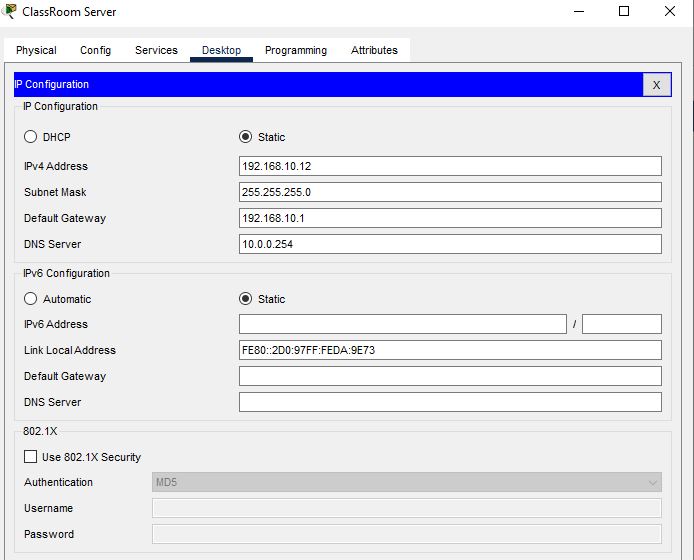 ClassRoom Server
Physical Config Services Desktop Programming Attributes
IP Configuration X
IP Configuration
DHCP Static
IPv4 Address 192.168.10.12
Subnet Mask 255.255.255.0
Default Gateway 192.168.10.1
DNS Server 10.0.0.254
IPv6 Configuration
Automatic Static
IPv6 Address /
Link Local Address FE80::2D0:97FF:FEDA:9E73
Default Gateway
DNS Server
802.1X
Use 802.1X Security
Authentication MD5
Username
Password